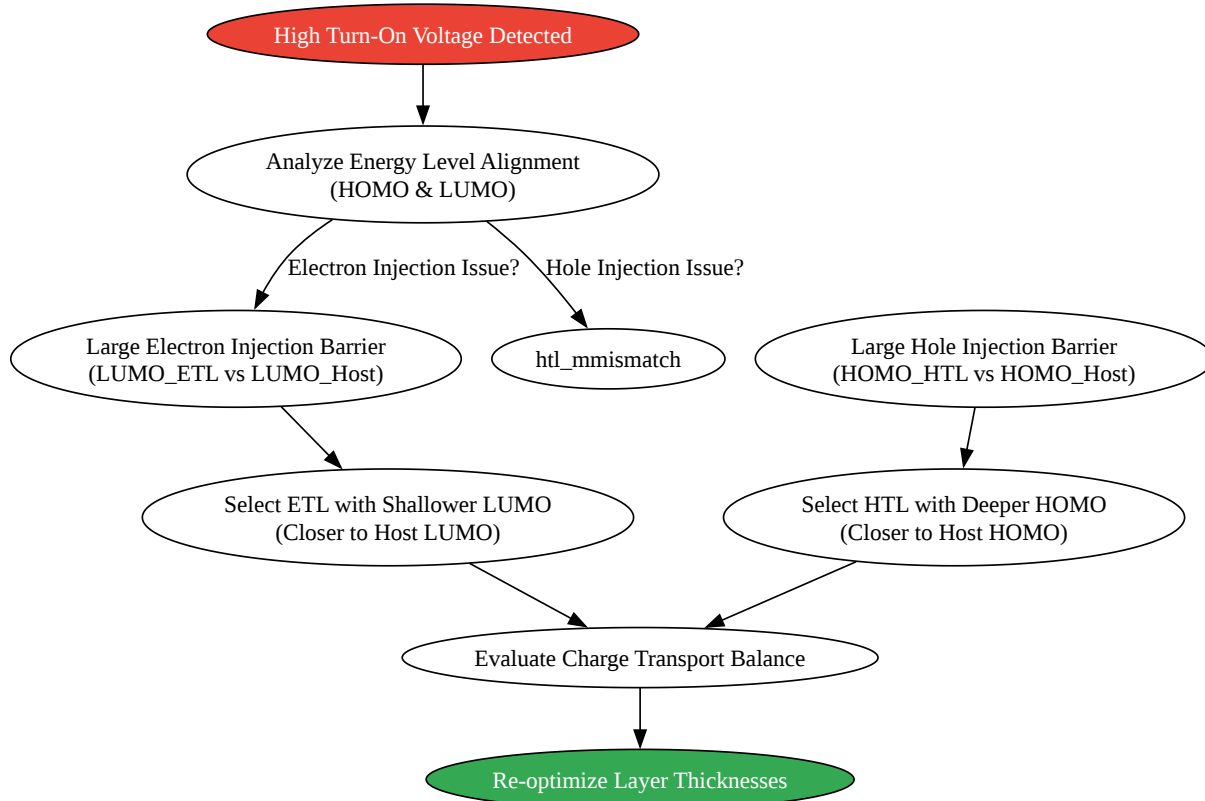 High Turn-On Voltage Detected
Analyze Energy Level Alignment
(HOMO & LUMO)
Electron Injection Issue?
Hole Injection Issue?
Large Electron Injection Barrier
(LUMO_ETL vs LUMO_Host)
htl_mmismatch
Large Hole Injection Barrier
(HOMO_HTL vs HOMO_Host)
Select ETL with Shallower LUMO
(Closer to Host LUMO)
Select HTL with Deeper HOMO
(Closer to Host HOMO)
Evaluate Charge Transport Balance
Re-optimize Layer Thicknesses